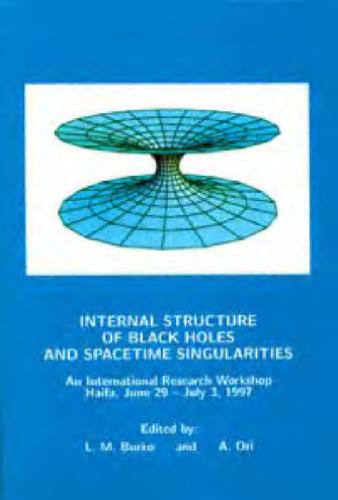 INTERNAL STRUCTURE
OF BLACK HOLES
AND SPACETIME SINGULARITIES
An International Research Workshop
Haifa, June 29 – July 3, 1997
Edited by:
L. M. Burko and A. Ori